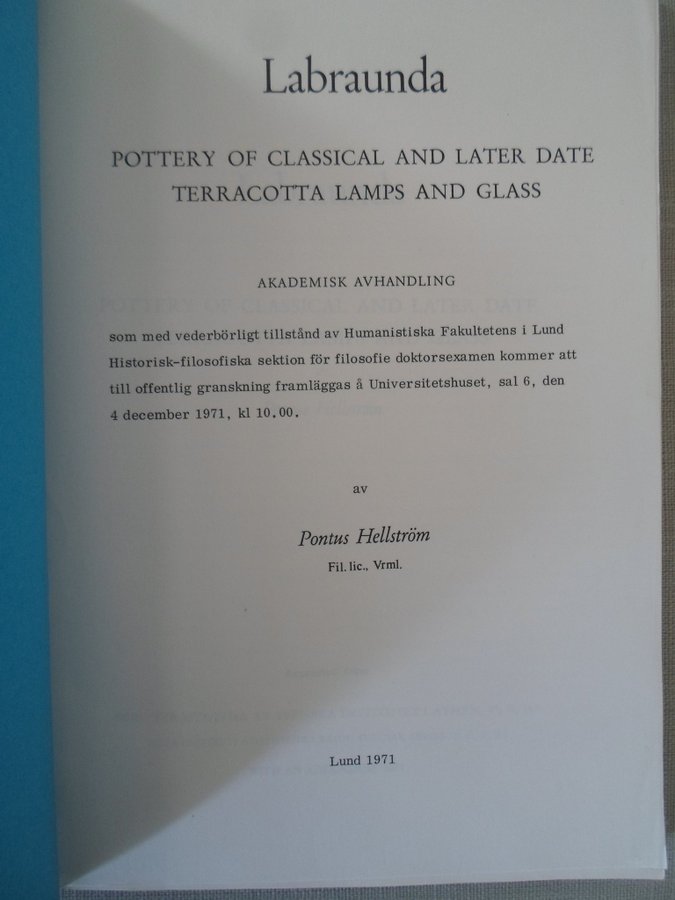 Labraunda
POTTERY OF CLASSICAL AND LATER DATE
TERRACOTTA LAMPS AND GLASS
AKADEMISK AVHANDLING
som med vederbörligt tillstånd av Humanistiska Fakultetens i Lund
Historisk-filosofiska sektion för filosofie doktorsexamen kommer att
till offentlig granskning framläggas å Universitetshuset, sal 6, den
4 december 1971, kl 10.00.
av
Pontus Hellström
Fil. lic., Vrml.
Lund 1971